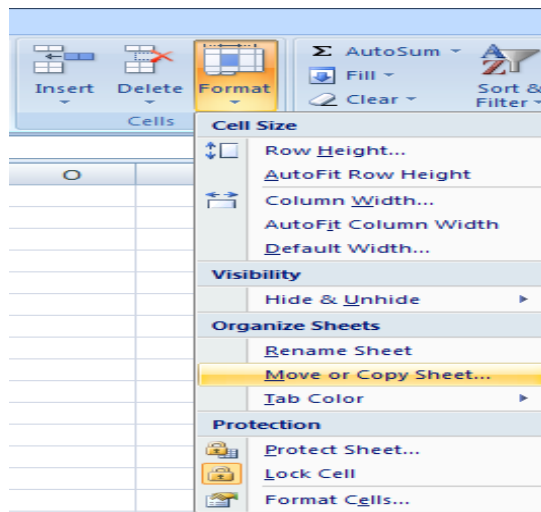 Insert Delete Format
Cells
Σ AutoSum
Fill
Clear
Sort &
Filter
O
Cell Size
Row Height...
AutoFit Row Height
Column Width...
AutoFit Column Width
Default Width...
Visibility
Hide & Unhide
Organize Sheets
Rename Sheet
Move or Copy Sheet...
Tab Color
Protection
Protect Sheet...
Lock Cell
Format Cells...